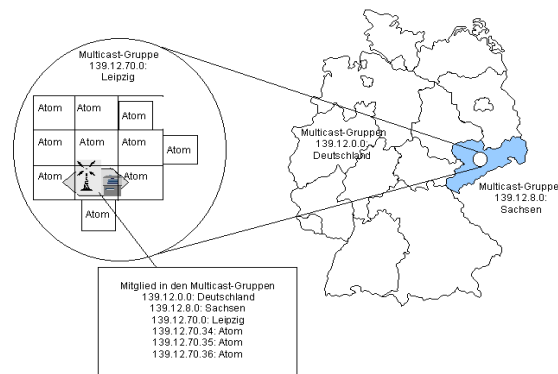 Multicast-Gruppe
139.12.70.0:
Leipzig
Atom
Atom
Atom
Atom
Atom
Atom
Atom
Atom
Atom
Atom
Multicast-Gruppen
139.12.0.0:
Deutschland
Multicast-Gruppe
139.12.8.0:
Sachsen
Mitglied in den Multicast-Gruppen
139.12.0.0: Deutschland
139.12.8.0: Sachsen
139.12.70.0: Leipzig
139.12.70.34: Atom
139.12.70.35: Atom
139.12.70.36: Atom